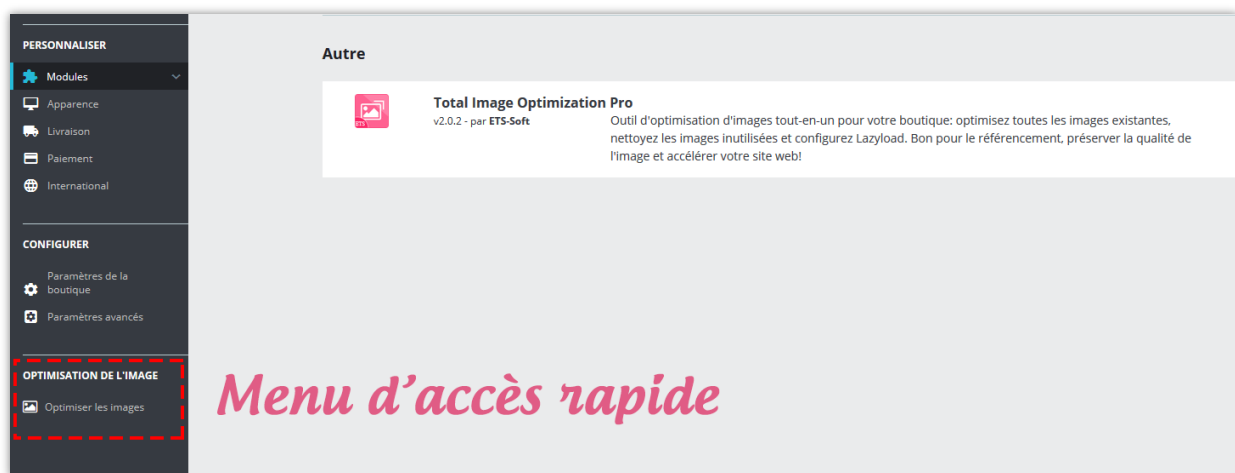 PERSONNALISER
Modules
Apparence
Livraison
Paiement
International
CONFIGURER
Paramètres de la
boutique
Paramètres avancés
OPTIMISATION DE L'IMAGE
Optimiser les images
Autre
ETS
Total Image Optimization Pro
v2.0.2 - par ETS-Soft
Outil d'optimisation d'images tout-en-un pour votre boutique: optimisez toutes les images existantes,
nettoyez les images inutilisées et configurez Lazyload. Bon pour le référencement, préserver la qualité de
l'image et accélérer votre site web!
Menu d'accès rapide